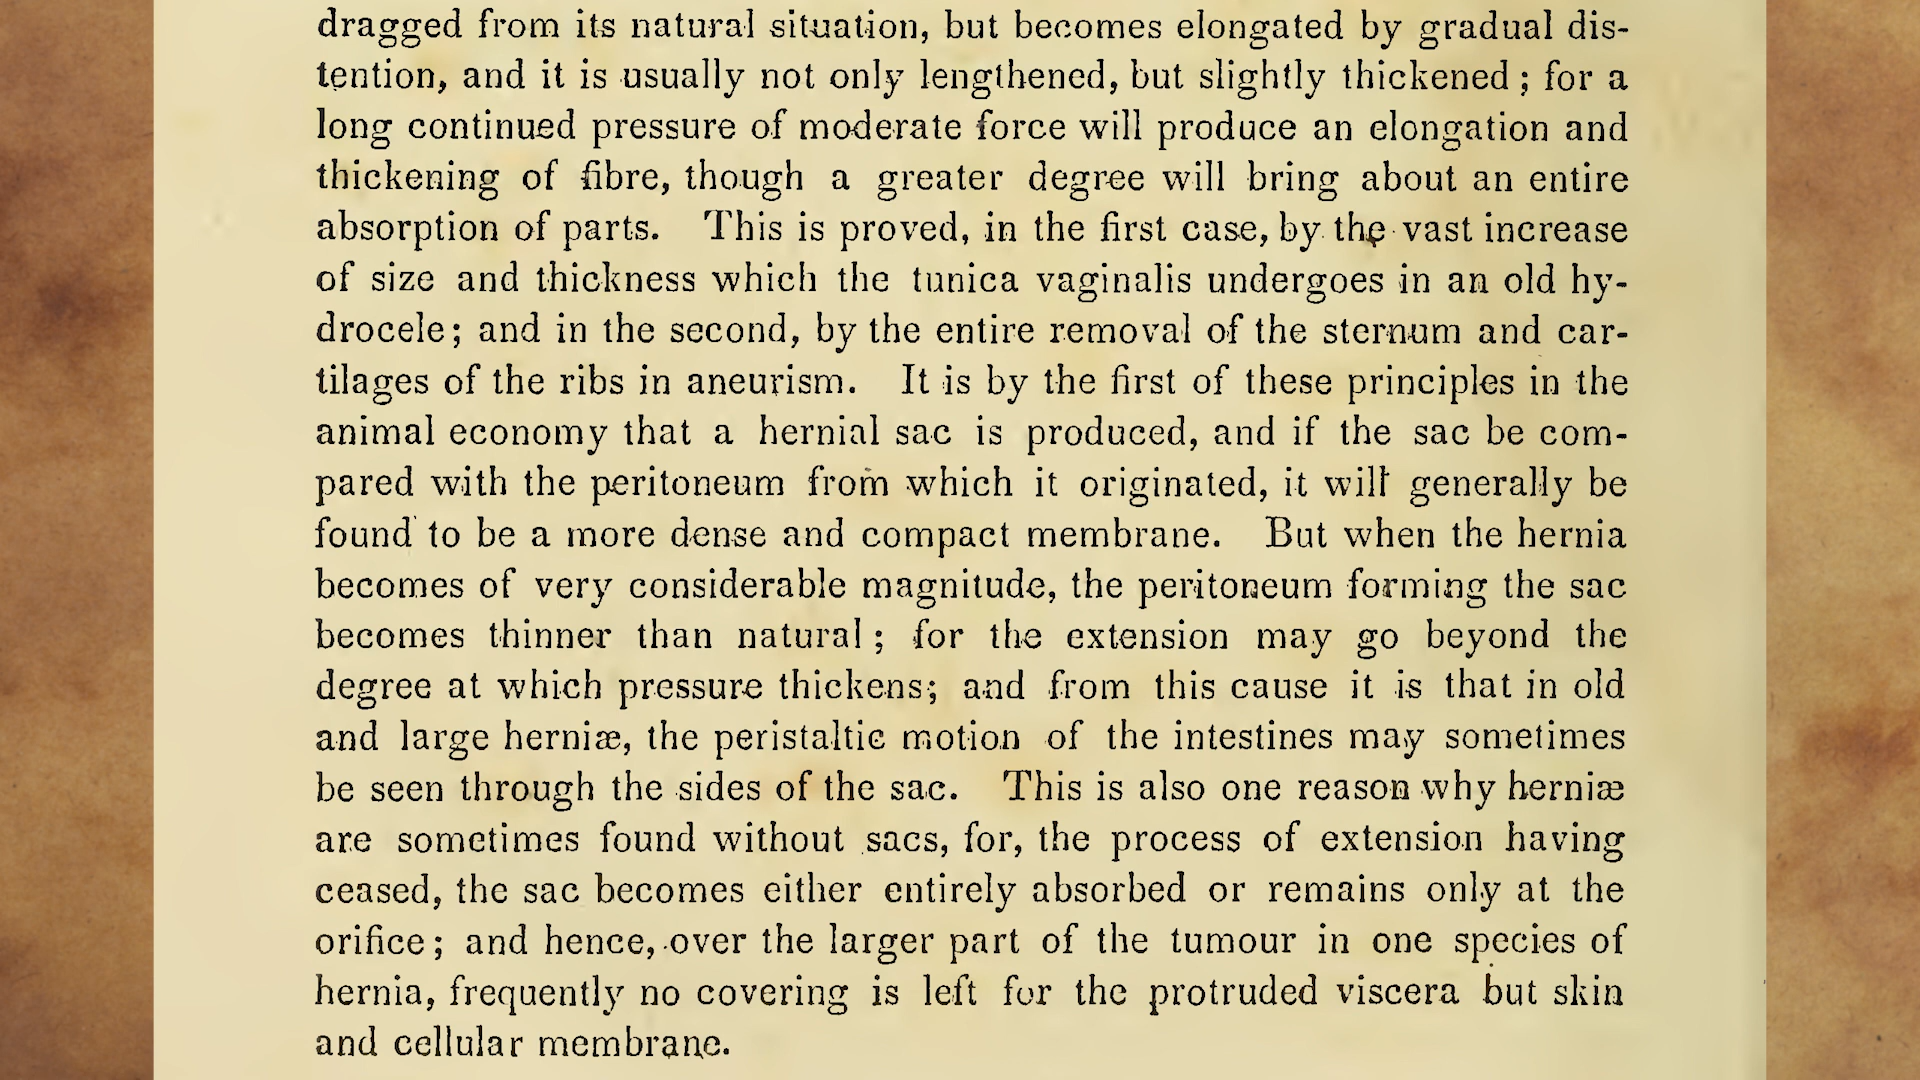 dragged from its natural situation, but becomes elongated by gradual dis-
tention, and it is usually not only lengthened, but slightly thickened; for a
long continued pressure of moderate force will produce an elongation and
thickening of fibre, though a greater degree will bring about an entire
absorption of parts. This is proved, in the first case, by the vast increase
of size and thickness which the tunica vaginalis undergoes in an old hy-
drocele; and in the second, by the entire removal of the sternum and car-
tilages of the ribs in aneurism. It is by the first of these principles in the
animal economy that a hernial sac is produced, and if the sac be com-
pared with the peritoneum from which it originated, it will generally be
found to be a more dense and compact membrane. But when the hernia
becomes of very considerable magnitude, the peritoneum forming the sac
becomes thinner than natural; for the extension may go beyond the
degree at which pressure thickens; and from this cause it is that in old
and large herniæ, the peristaltic motion of the intestines may sometimes
be seen through the sides of the sac. This is also one reason why herniæ
are sometimes found without sacs, for, the process of extension having
ceased, the sac becomes either entirely absorbed or remains only at the
orifice; and hence, over the larger part of the tumour in one species of
hernia, frequently no covering is left for the protruded viscera but skin
and cellular membrane.